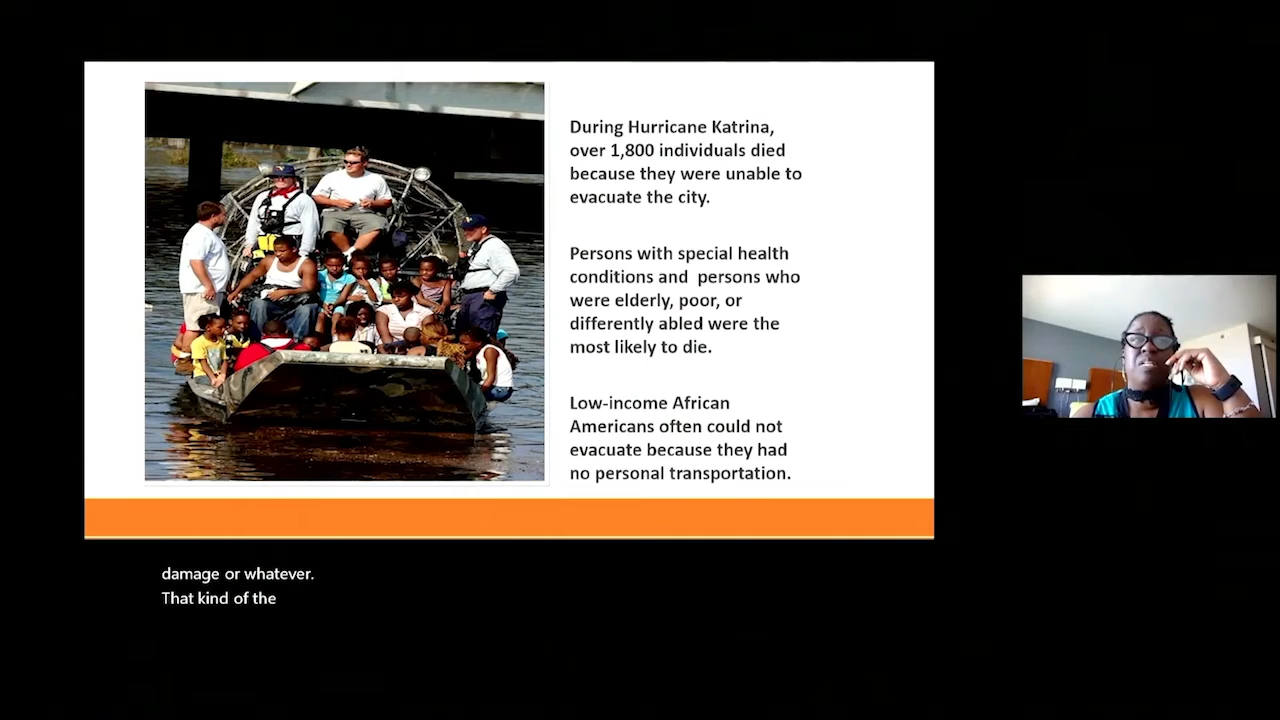 During Hurricane Katrina,
over 1,800 individuals died
because they were unable to
evacuate the city.
Persons with special health
conditions and  persons who
were elderly, poor, or
differently abled were the
most likely to die.
Low-income African
Americans often could not
evacuate because they had
no personal transportation.
damage or whatever.
That kind of the